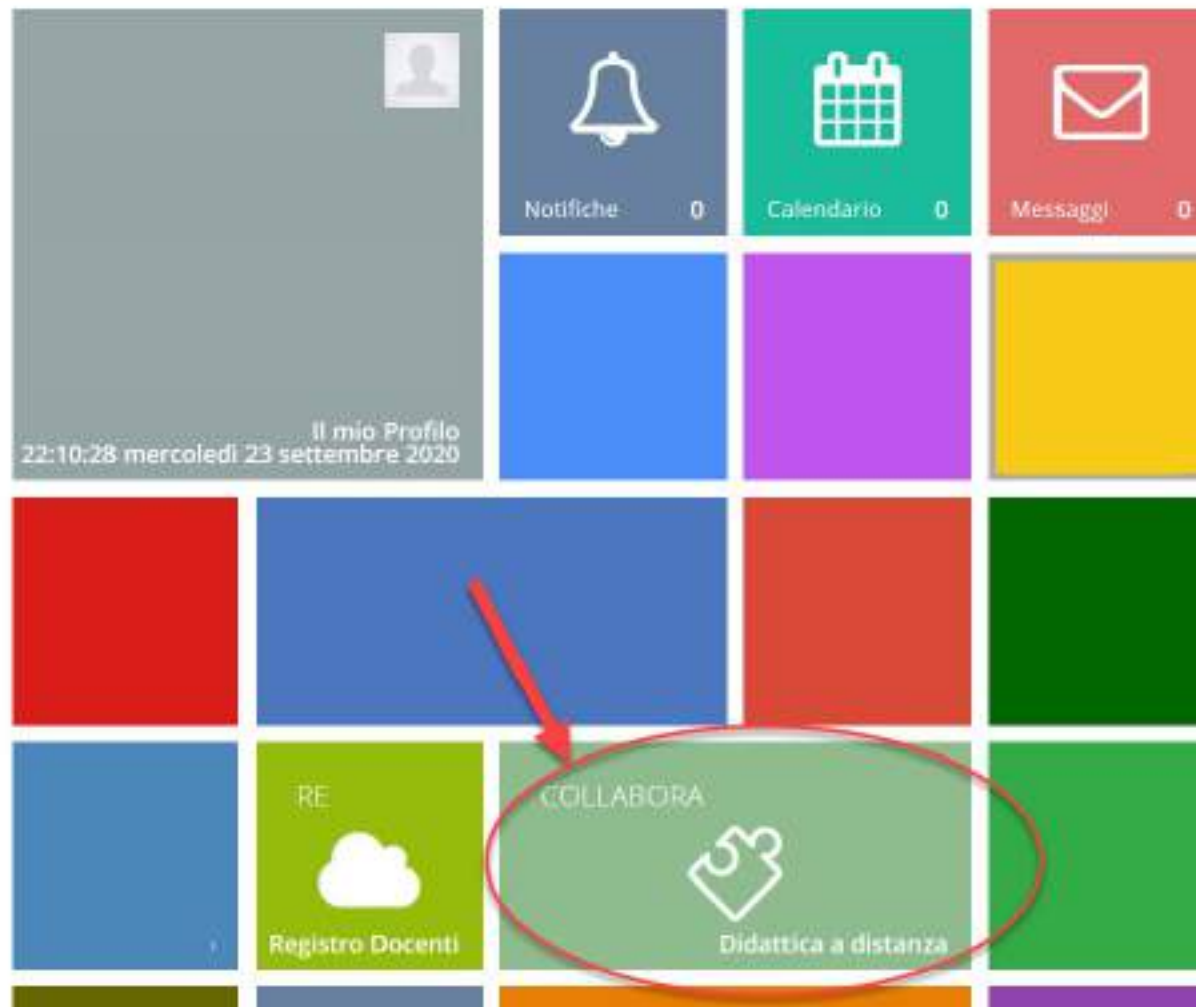 Notifiche 0
Calendario 0
Messaggi 0
Il mio Profilo
22:10:28 mercoledì 23 settembre 2020
RE
Registro Docenti
COLLABORA
Didattica a distanza